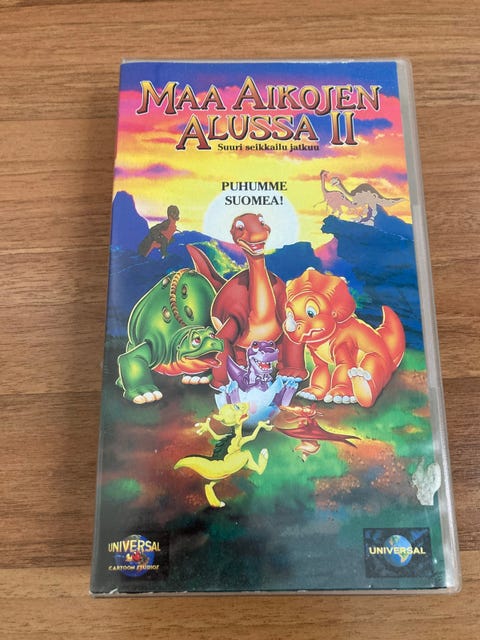 MAA AIKOJEN
ALUSSA II
Suuri seikkailu jatkuu
PUHUMME
SUOMEA!
UNIVERSAL
CARTOON STUDIOS
UNIVERSAL